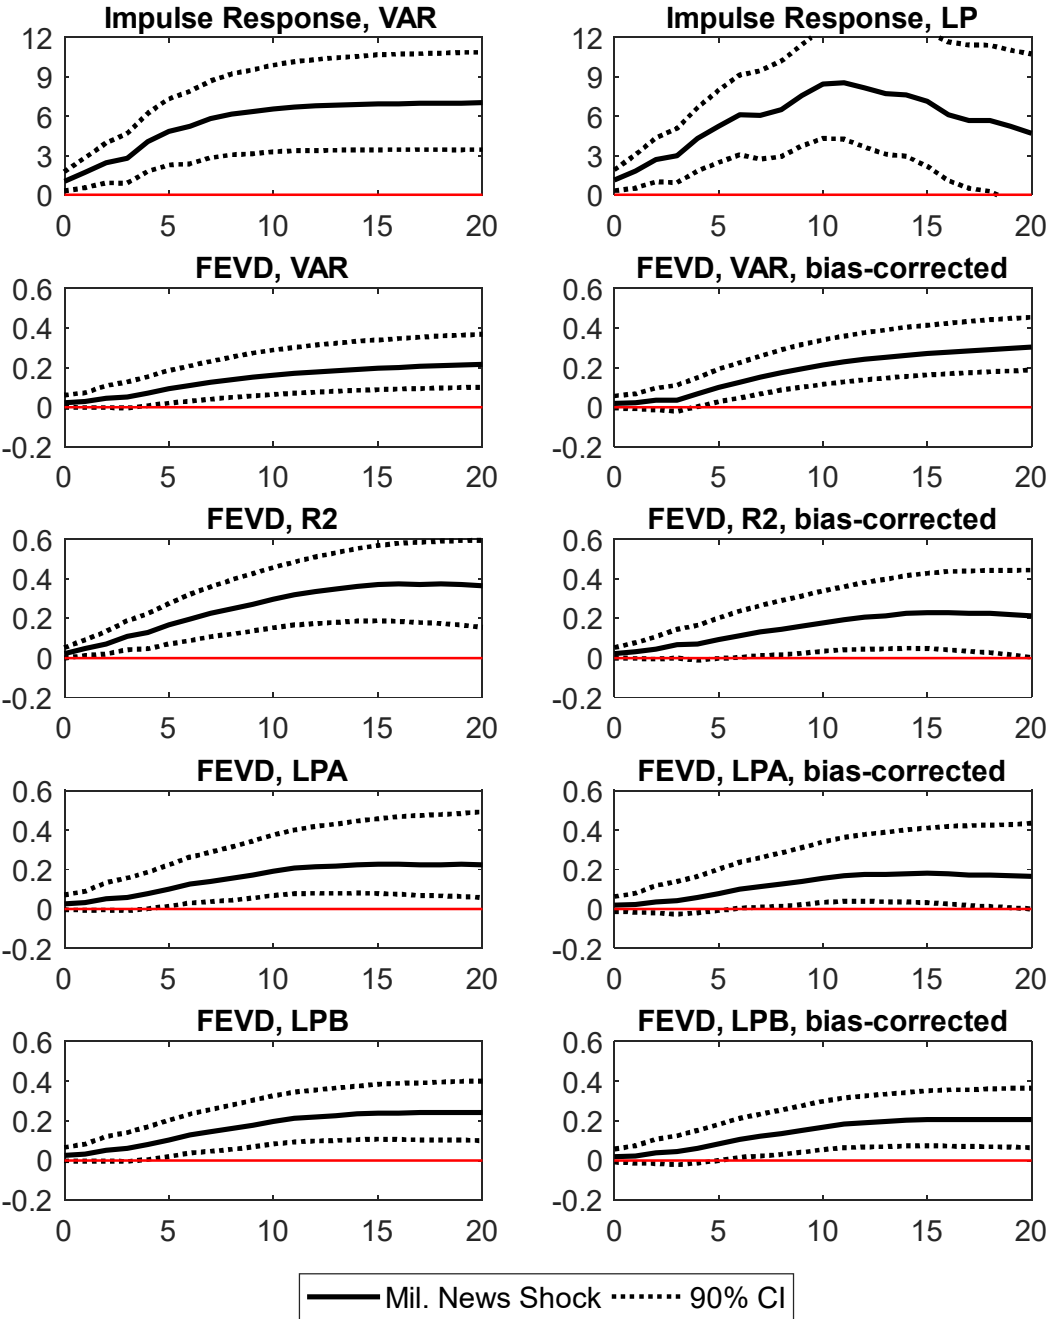 Impulse Response, VAR
12
9
6
3
0
0 5 10 15 20
Impulse Response, LP
12
9
6
3
0
0 5 10 15 20
FEVD, VAR
0.6
0.4
0.2
0
-0.2
0 5 10 15 20
FEVD, VAR, bias-corrected
0.6
0.4
0.2
0
-0.2
0 5 10 15 20
FEVD, R2
0.6
0.4
0.2
0
-0.2
0 5 10 15 20
FEVD, R2, bias-corrected
0.6
0.4
0.2
0
-0.2
0 5 10 15 20
FEVD, LPA
0.6
0.4
0.2
0
-0.2
0 5 10 15 20
FEVD, LPA, bias-corrected
0.6
0.4
0.2
0
-0.2
0 5 10 15 20
FEVD, LPB
0.6
0.4
0.2
0
-0.2
0 5 10 15 20
FEVD, LPB, bias-corrected
0.6
0.4
0.2
0
-0.2
0 5 10 15 20
Mil. News Shock 90% CI